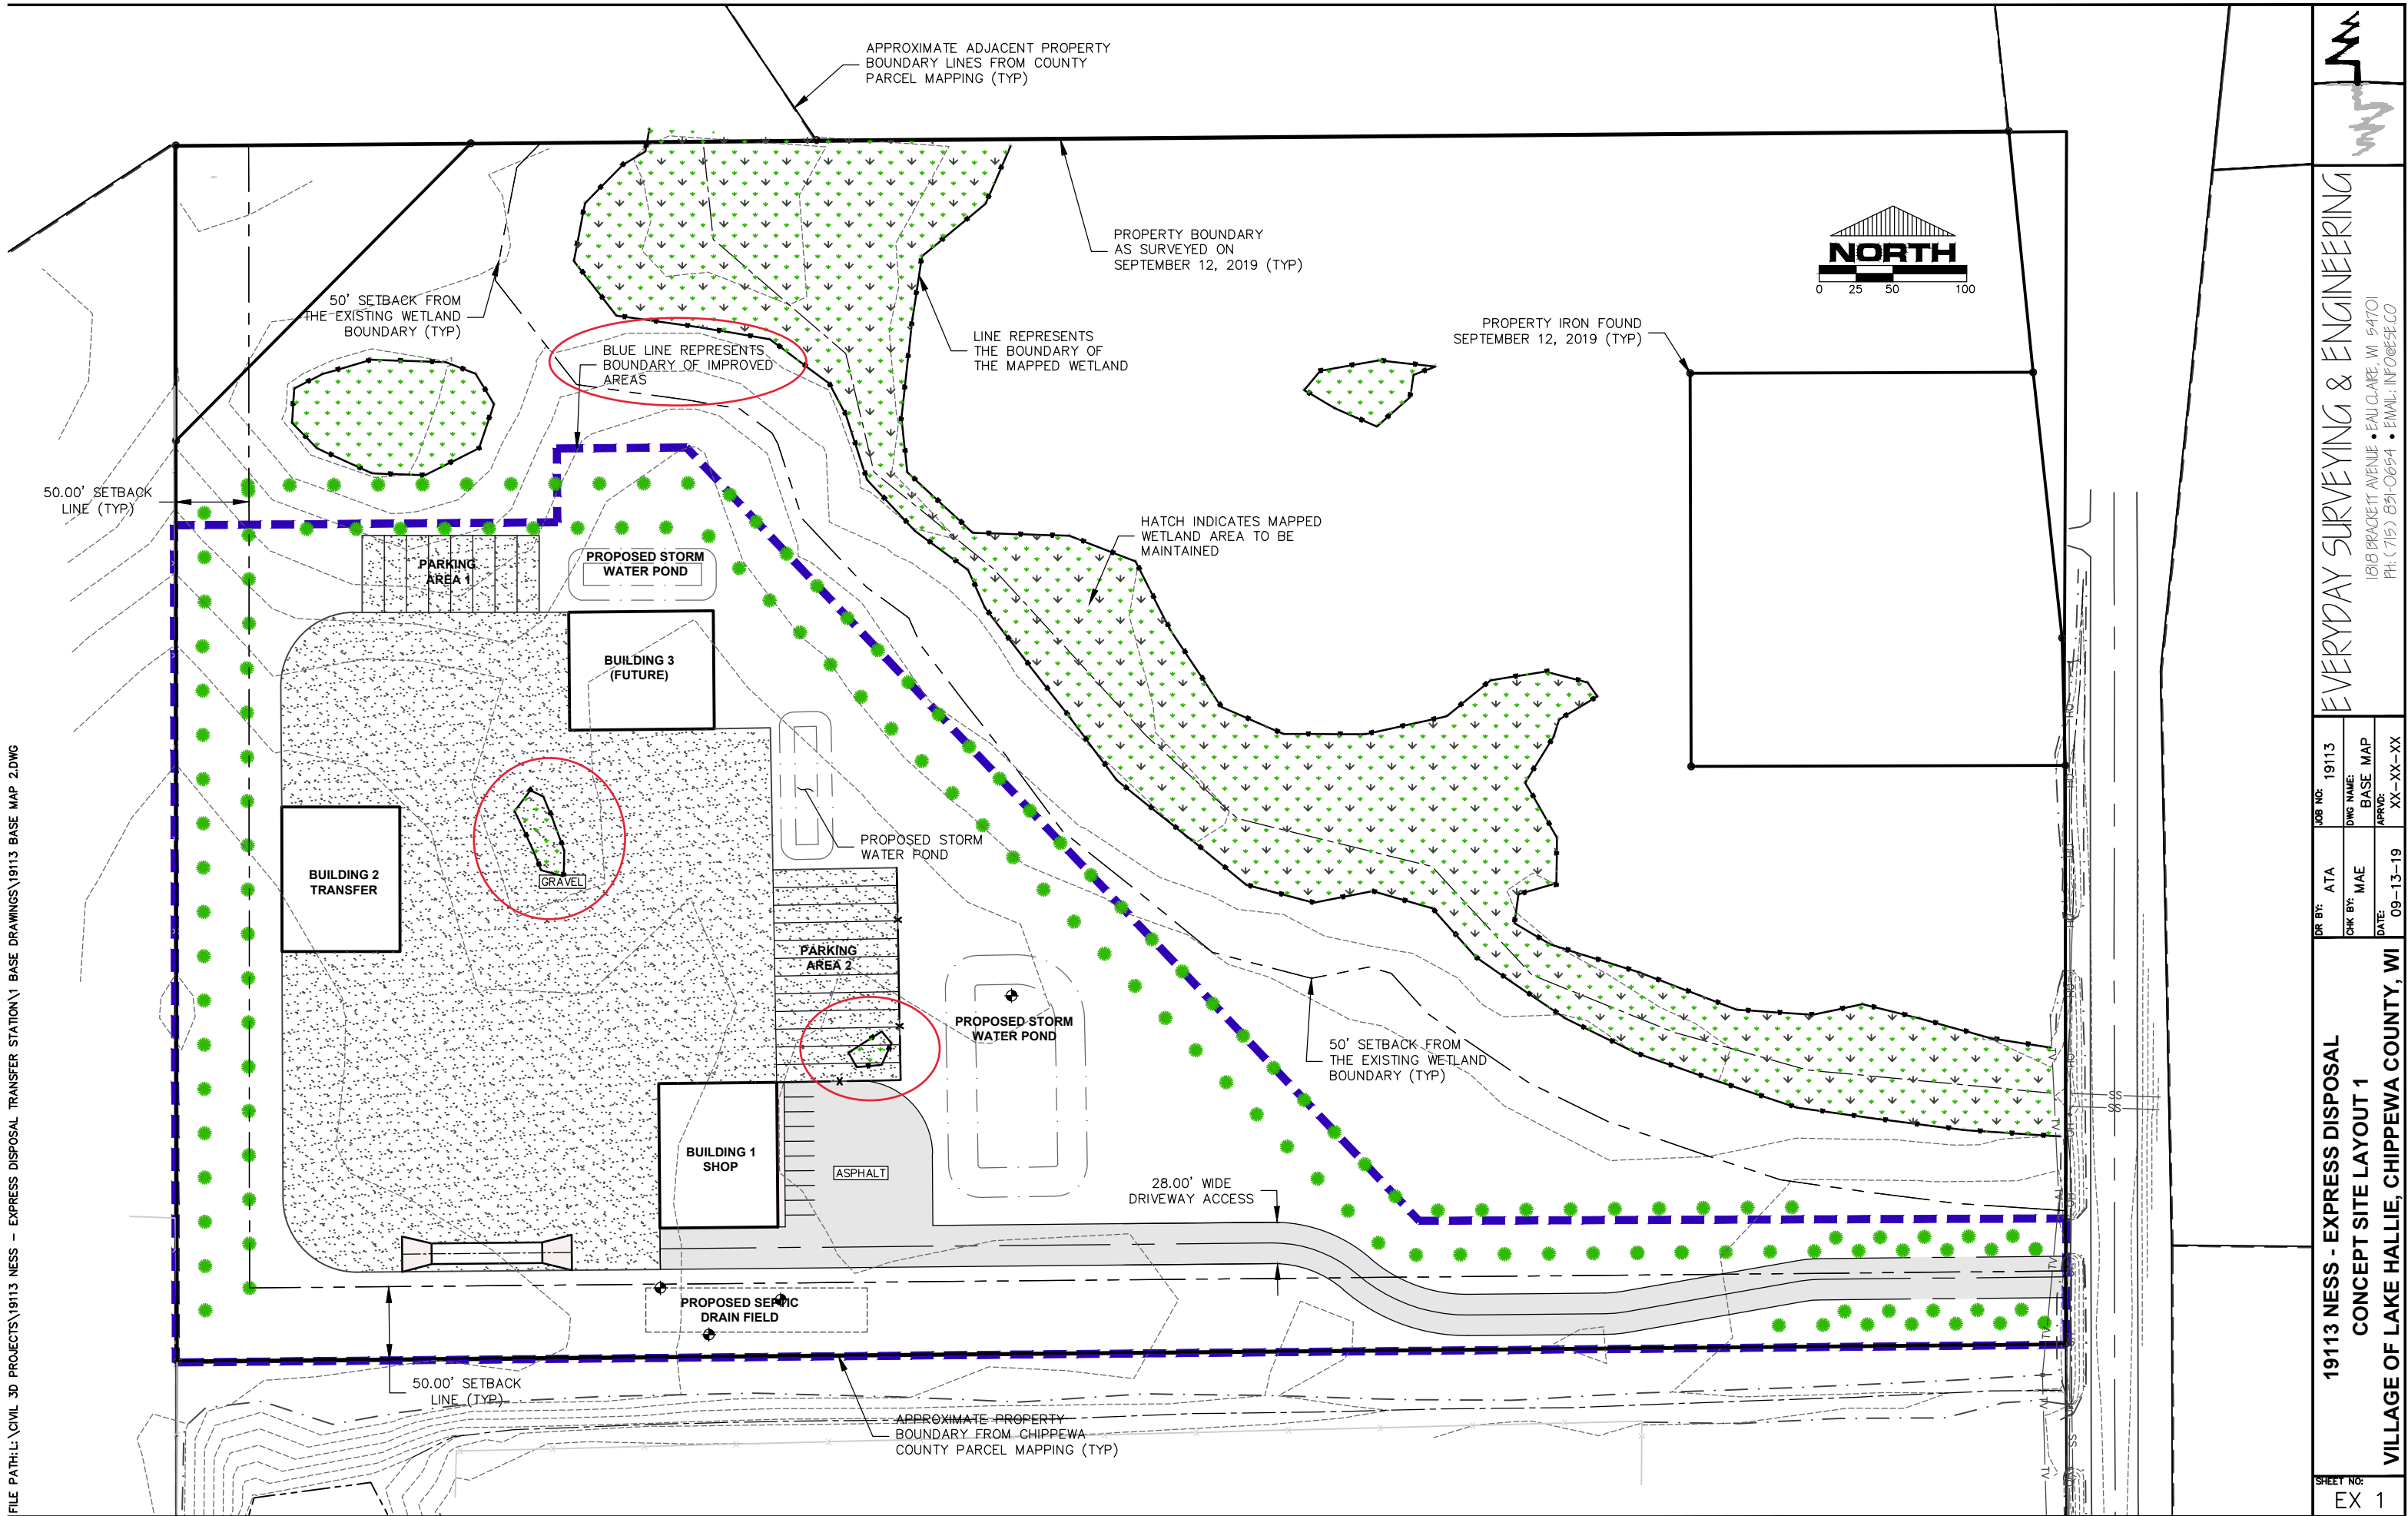 APPROXIMATE ADJACENT PROPERTY
BOUNDARY LINES FROM COUNTY
PARCEL MAPPING (TYP)
PROPERTY BOUNDARY
AS SURVEYED ON
SEPTEMBER 12, 2019 (TYP)
NORTH
0 25 50 100
50' SETBACK FROM
THE EXISTING WETLAND
BOUNDARY (TYP)
BLUE LINE REPRESENTS
BOUNDARY OF IMPROVED
AREAS
LINE REPRESENTS
THE BOUNDARY OF
THE MAPPED WETLAND
PROPERTY IRON FOUND
SEPTEMBER 12, 2019 (TYP)
50.00' SETBACK
LINE (TYP)
HATCH INDICATES MAPPED
WETLAND AREA TO BE
MAINTAINED
PARKING
AREA 1
PROPOSED STORM
WATER POND
BUILDING 3
(FUTURE)
PROPOSED STORM
WATER POND
BUILDING 2
TRANSFER
GRAVEL
PARKING
AREA 2
PROPOSED STORM
WATER POND
50' SETBACK FROM
THE EXISTING WETLAND
BOUNDARY (TYP)
BUILDING 1
SHOP
ASPHALT
28.00' WIDE
DRIVEWAY ACCESS
PROPOSED SEPTIC
DRAIN FIELD
50.00' SETBACK
LINE (TYP)
APPROXIMATE PROPERTY
BOUNDARY FROM CHIPPEWA
COUNTY PARCEL MAPPING (TYP)
SS
SS
SS
TV
TV
TV
FILE PATH:L:\CIVIL 3D PROJECTS\19113 NESS - EXPRESS DISPOSAL TRANSFER STATION\1 BASE DRAWINGS\19113 BASE MAP 2.DWG
EVERYDAY SURVEYING & ENGINEERING
1818 BRACKETT AVENUE • EAU CLAIRE, WI 54701
PH: (715) 831-0654 • EMAIL: INFO@ESE.CO
DR BY: ATA
JOB NO: 19113
CHK BY: MAE
DWG NAME: BASE MAP
DATE: 09-13-19
APRVD: XX-XX-XX
19113 NESS - EXPRESS DISPOSAL
CONCEPT SITE LAYOUT 1
VILLAGE OF LAKE HALLIE, CHIPPEWA COUNTY, WI
SHEET NO:
EX 1